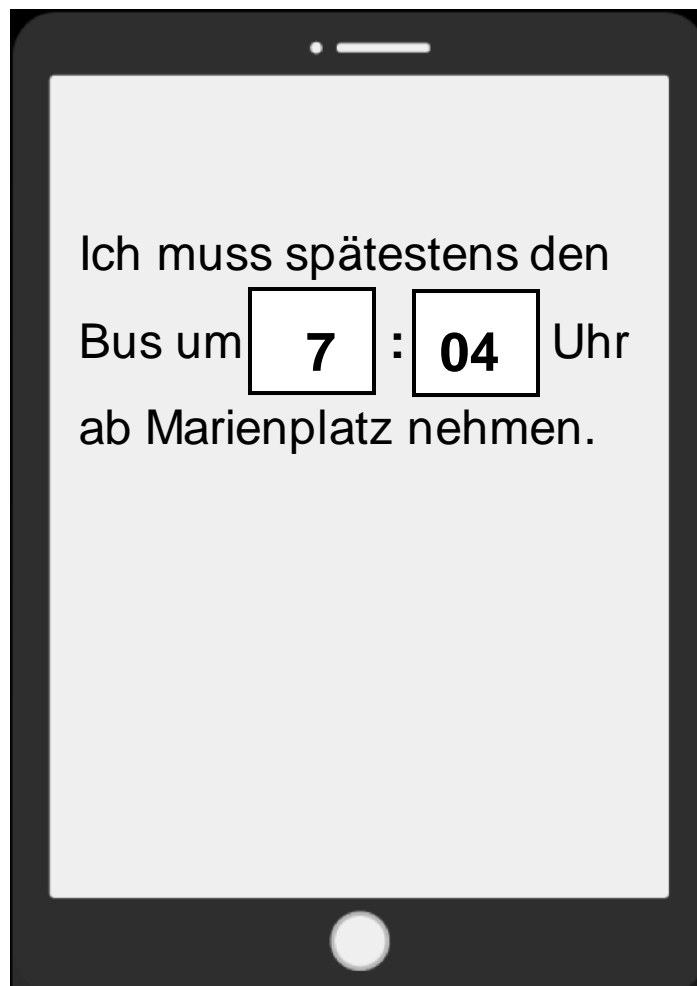 Ich muss spätestens den
Bus um 7 : 04 Uhr
ab Marienplatz nehmen.